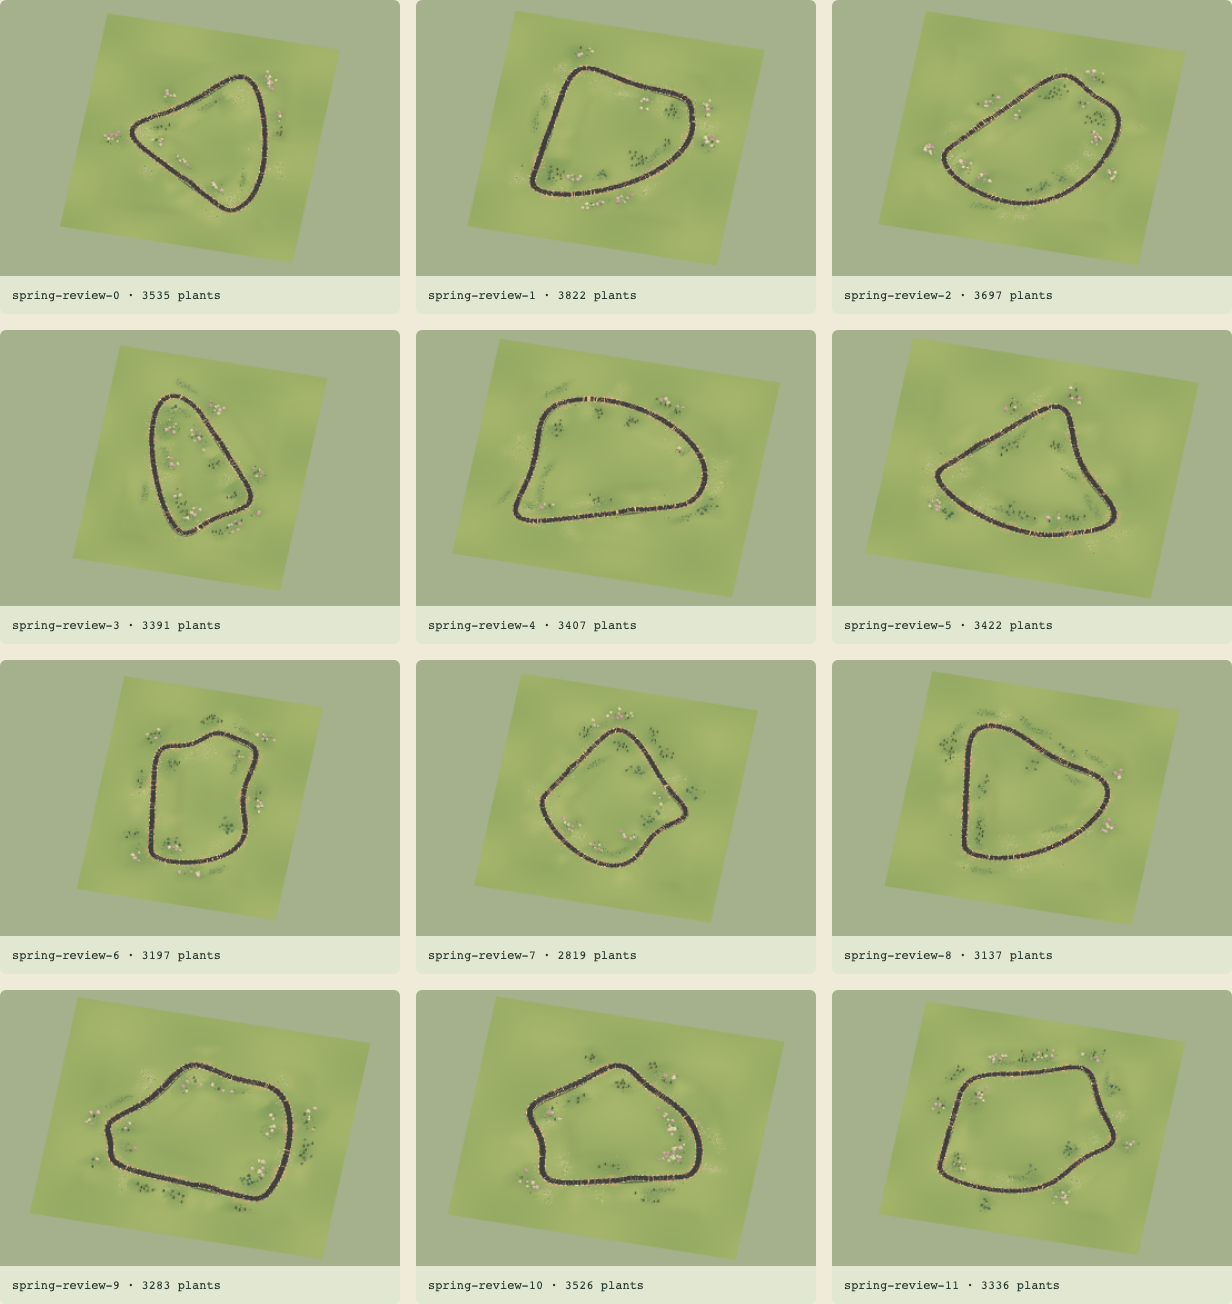 spring-review-0 · 3535 plants
spring-review-1 · 3822 plants
spring-review-2 · 3697 plants
spring-review-3 · 3391 plants
spring-review-4 · 3407 plants
spring-review-5 · 3422 plants
spring-review-6 · 3197 plants
spring-review-7 · 2819 plants
spring-review-8 · 3137 plants
spring-review-9 · 3283 plants
spring-review-10 · 3526 plants
spring-review-11 · 3336 plants